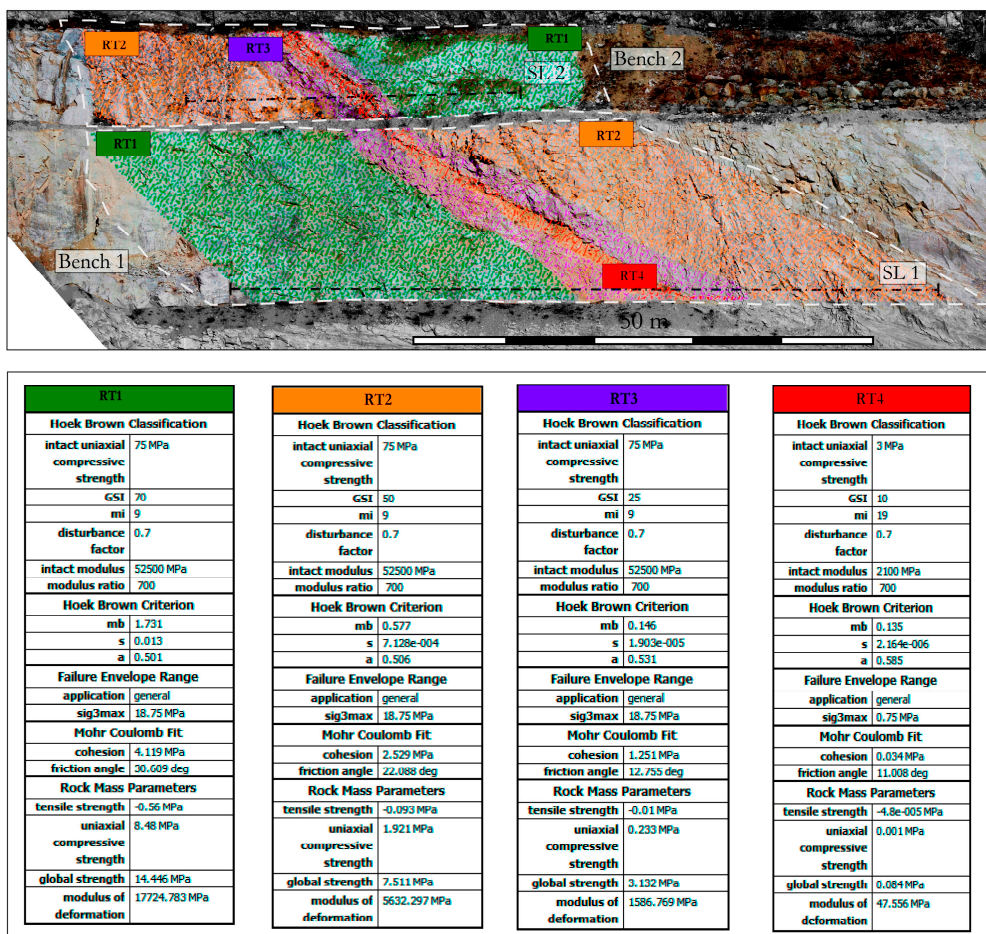 RT2
RT3
RT1
SL 2
Bench 2
RT1
RT2
Bench 1
RT4
SL 1
50 m
RT1
Hoek Brown Classification
intact uniaxial compressive strength 75 MPa
GSI 70
mi 9
disturbance factor 0.7
intact modulus 52500 MPa
modulus ratio 700
Hoek Brown Criterion
mb 1.731
s 0.013
a 0.501
Failure Envelope Range
application general
sig3max 18.75 MPa
Mohr Coulomb Fit
cohesion 4.119 MPa
friction angle 30.609 deg
Rock Mass Parameters
tensile strength -0.56 MPa
uniaxial compressive strength 8.48 MPa
global strength 14.446 MPa
modulus of deformation 17724.783 MPa
RT2
Hoek Brown Classification
intact uniaxial compressive strength 75 MPa
GSI 50
mi 9
disturbance factor 0.7
intact modulus 52500 MPa
modulus ratio 700
Hoek Brown Criterion
mb 0.577
s 7.128e-004
a 0.506
Failure Envelope Range
application general
sig3max 18.75 MPa
Mohr Coulomb Fit
cohesion 2.529 MPa
friction angle 22.088 deg
Rock Mass Parameters
tensile strength -0.093 MPa
uniaxial compressive strength 1.921 MPa
global strength 7.511 MPa
modulus of deformation 5632.297 MPa
RT3
Hoek Brown Classification
intact uniaxial compressive strength 75 MPa
GSI 25
mi 9
disturbance factor 0.7
intact modulus 52500 MPa
modulus ratio 700
Hoek Brown Criterion
mb 0.146
s 1.903e-005
a 0.531
Failure Envelope Range
application general
sig3max 18.75 MPa
Mohr Coulomb Fit
cohesion 1.251 MPa
friction angle 12.755 deg
Rock Mass Parameters
tensile strength -0.01 MPa
uniaxial compressive strength 0.233 MPa
global strength 3.132 MPa
modulus of deformation 1586.769 MPa
RT4
Hoek Brown Classification
intact uniaxial compressive strength 3 MPa
GSI 10
mi 19
disturbance factor 0.7
intact modulus 2100 MPa
modulus ratio 700
Hoek Brown Criterion
mb 0.135
s 2.164e-006
a 0.585
Failure Envelope Range
application general
sig3max 0.75 MPa
Mohr Coulomb Fit
cohesion 0.034 MPa
friction angle 11.008 deg
Rock Mass Parameters
tensile strength -4.8e-005 MPa
uniaxial compressive strength 0.001 MPa
global strength 0.084 MPa
modulus of deformation 47.556 MPa